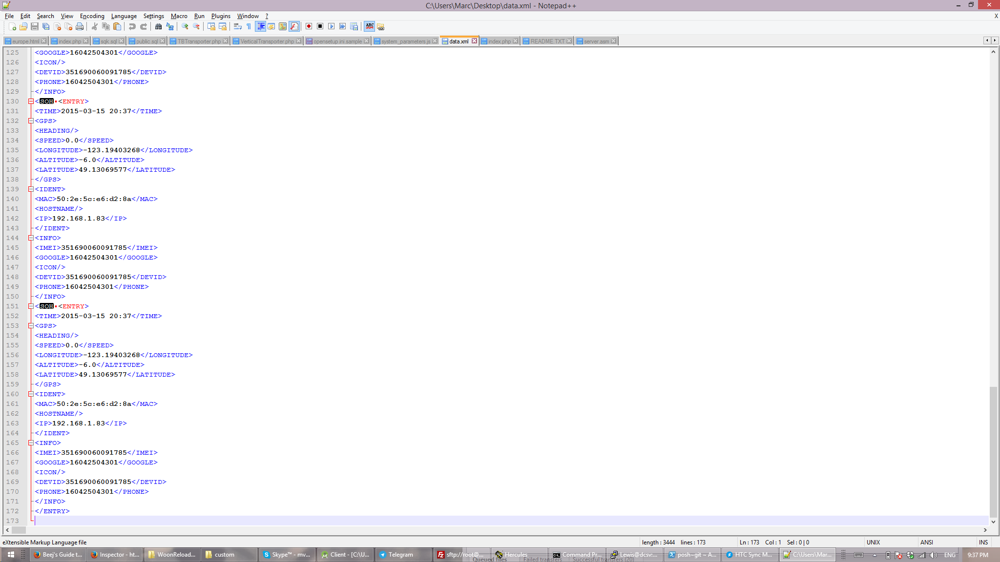 C:\Users\Marc\Desktop\data.xml - Notepad++
File Edit Search View Encoding Language Settings Macro Run Plugins Window ? X
europe.html index.php sqk.sql public.sql TBTransporter.php VerticalTransporter.php opensetup.ini.sample system_parameters.js data.xml index.php README.TXT server.asm
125 <GOOGLE>16042504301</GOOGLE>
126 <ICON/>
127 <DEVID>351690060091785</DEVID>
128 <PHONE>16042504301</PHONE>
129 </INFO>
130 <SOH•<ENTRY>
131 <TIME>2015-03-15 20:37</TIME>
132 <GPS>
133 <HEADING/>
134 <SPEED>0.0</SPEED>
135 <LONGITUDE>-123.19403268</LONGITUDE>
136 <ALTITUDE>-6.0</ALTITUDE>
137 <LATITUDE>49.13069577</LATITUDE>
138 </GPS>
139 <IDENT>
140 <MAC>50:2e:5c:e6:d2:8a</MAC>
141 <HOSTNAME/>
142 <IP>192.168.1.83</IP>
143 </IDENT>
144 <INFO>
145 <IMEI>351690060091785</IMEI>
146 <GOOGLE>16042504301</GOOGLE>
147 <ICON/>
148 <DEVID>351690060091785</DEVID>
149 <PHONE>16042504301</PHONE>
150 </INFO>
151 <SOH•<ENTRY>
152 <TIME>2015-03-15 20:37</TIME>
153 <GPS>
154 <HEADING/>
155 <SPEED>0.0</SPEED>
156 <LONGITUDE>-123.19403268</LONGITUDE>
157 <ALTITUDE>-6.0</ALTITUDE>
158 <LATITUDE>49.13069577</LATITUDE>
159 </GPS>
160 <IDENT>
161 <MAC>50:2e:5c:e6:d2:8a</MAC>
162 <HOSTNAME/>
163 <IP>192.168.1.83</IP>
164 </IDENT>
165 <INFO>
166 <IMEI>351690060091785</IMEI>
167 <GOOGLE>16042504301</GOOGLE>
168 <ICON/>
169 <DEVID>351690060091785</DEVID>
170 <PHONE>16042504301</PHONE>
171 </INFO>
172 </ENTRY>
173
eXtensible Markup Language file length : 3444 lines : 173 Ln : 173 Col : 1 Sel : 0 | 0 UNIX ANSI INS
Beej's Guide t... Inspector - ht... WoonReload... custom Skype™ - mv... Client - [C:\U... Telegram sftp://root@... Hercules Command Pr... Lewis@dcsv:... posh~git ~ A... HTC Sync M... C:\Users\Mar... ENG 9:37 PM
Queued files Failed transfers Successful transfers (20)